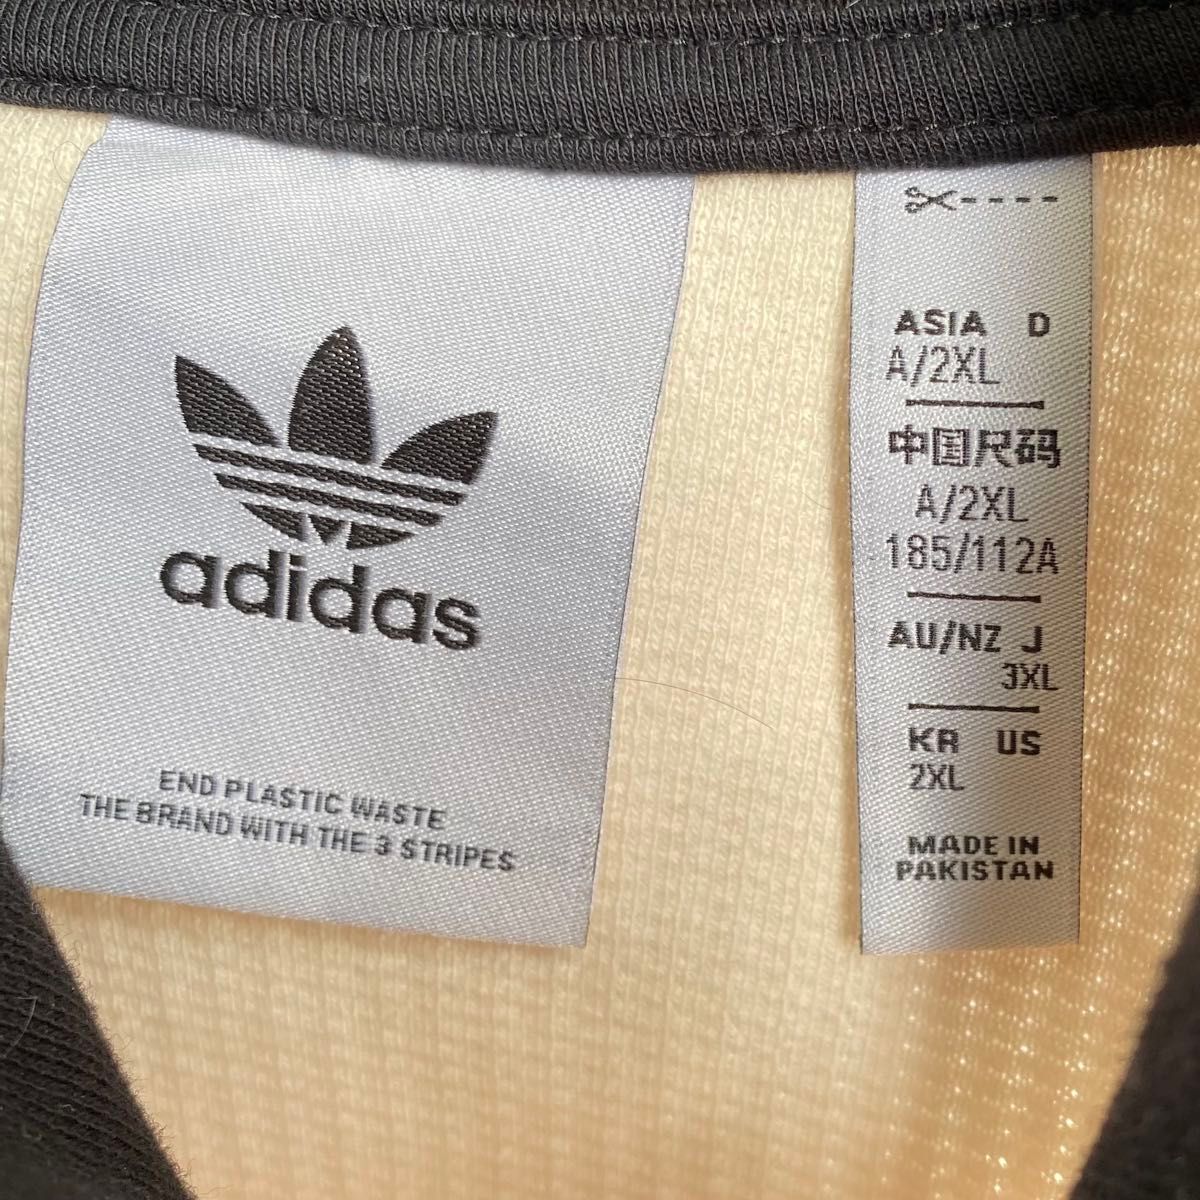 adidas
END PLASTIC WASTE
THE BRAND WITH THE 3 STRIPES
ASIA D
A/2XL
中国尺码
A/2XL
185/112A
AU/NZ J
3XL
KR US
2XL
MADE IN
PAKISTAN